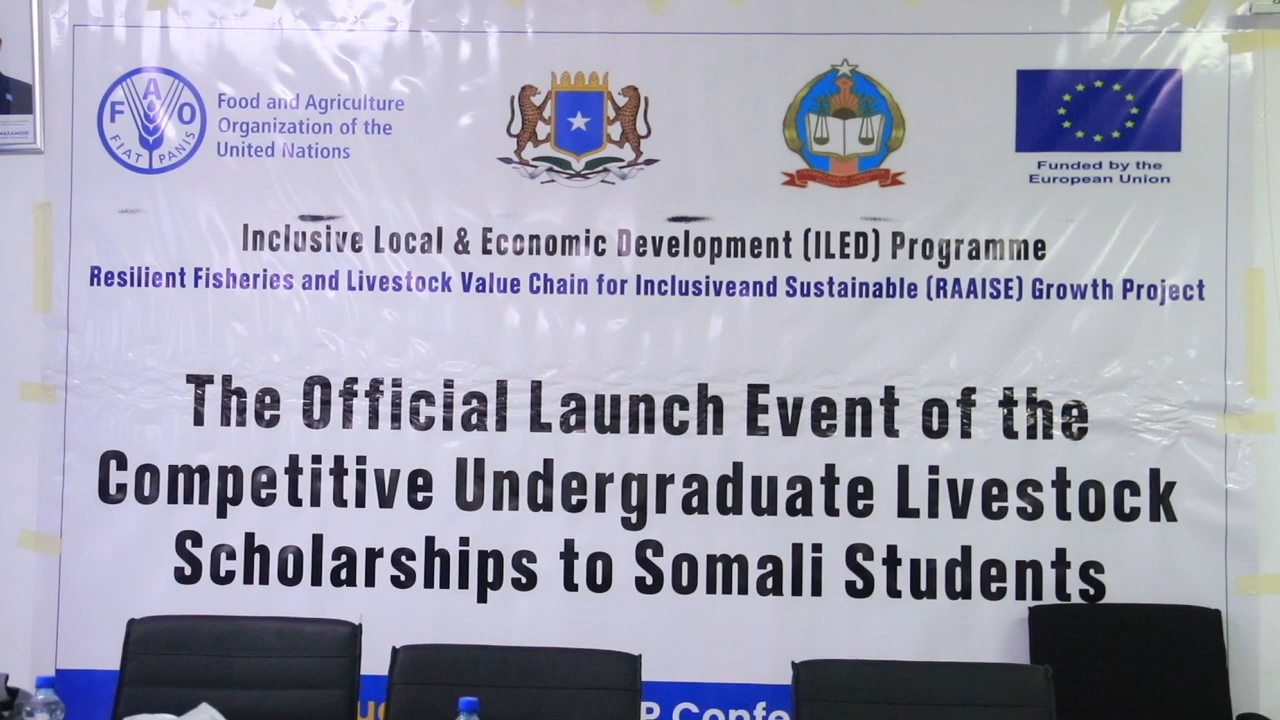 FAO
FIAT PANIS
Food and Agriculture
Organization of the
United Nations
Funded by the
European Union
Inclusive Local & Economic Development (ILED) Programme
Resilient Fisheries and Livestock Value Chain for Inclusiveand Sustainable (RAAISE) Growth Project
The Official Launch Event of the
Competitive Undergraduate Livestock
Scholarships to Somali Students
P Confe